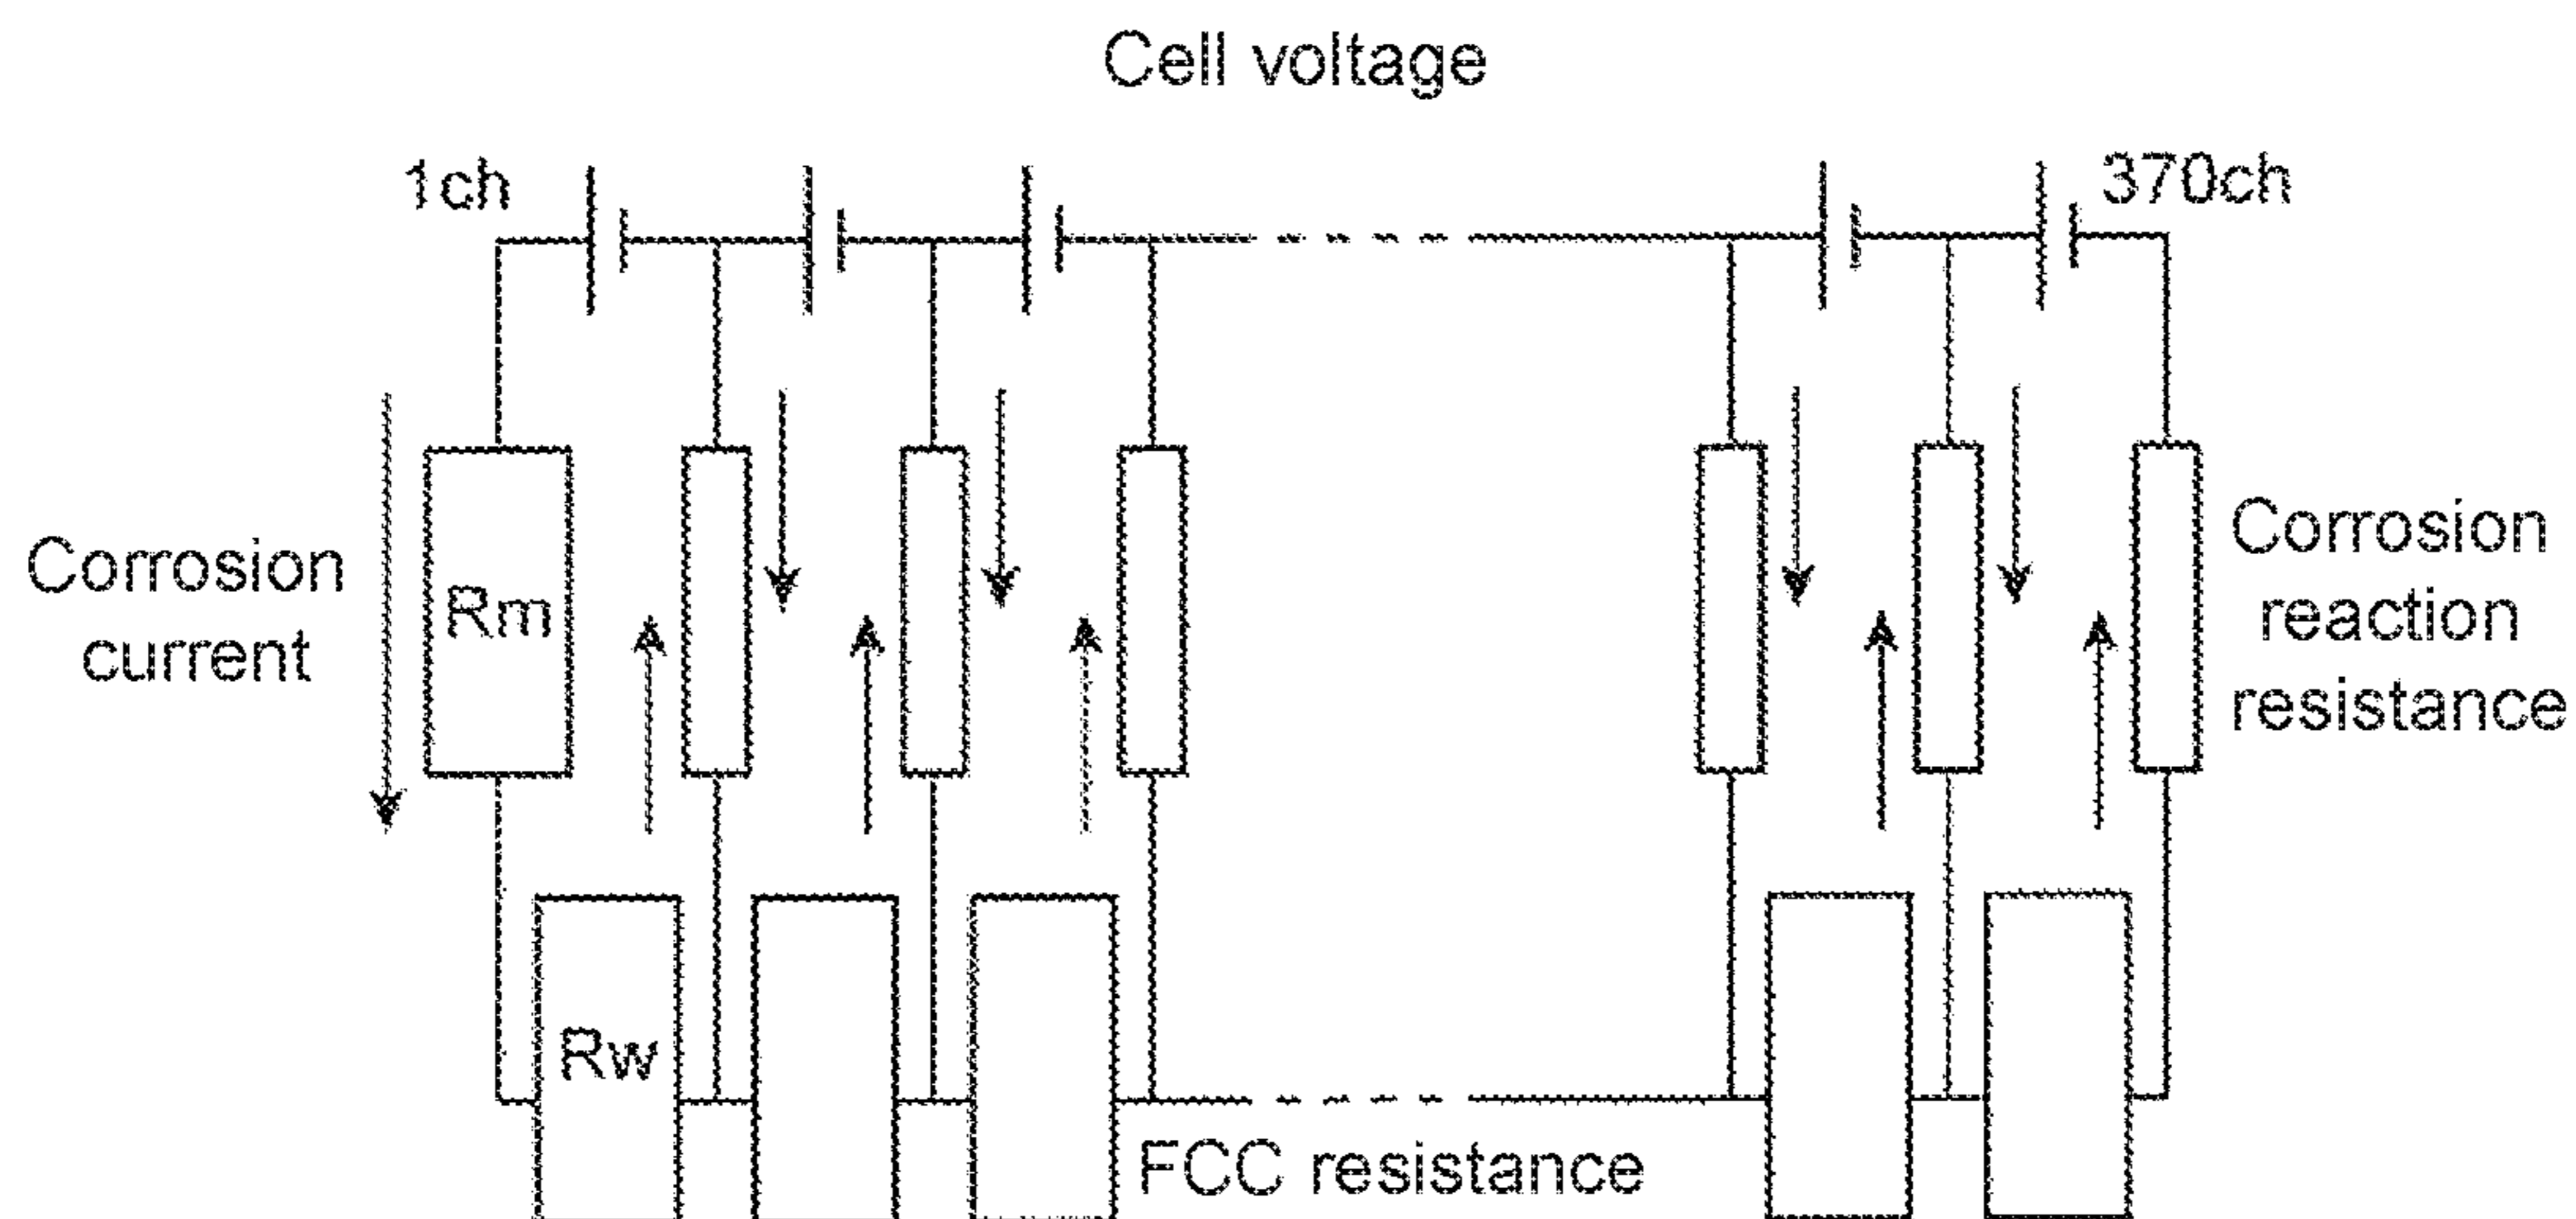 Cell voltage
1ch
370ch
Corrosion
current
Rm
Corrosion
reaction
resistance
Rw
FCC resistance